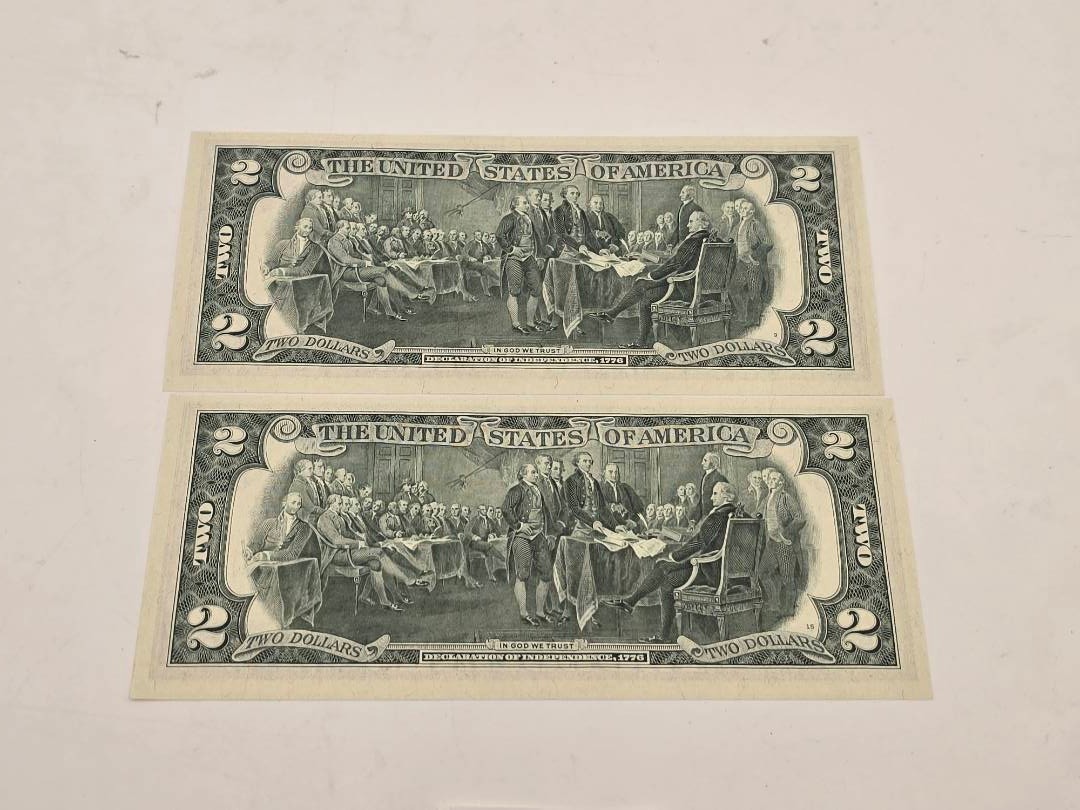 2 THE UNITED STATES OF AMERICA 2
TWO TWO
9
2 TWO DOLLARS IN GOD WE TRUST TWO DOLLARS 2
DECLARATION OF INDEPENDENCE, 1776
2 THE UNITED STATES OF AMERICA 2
TWO TWO
15
2 TWO DOLLARS IN GOD WE TRUST TWO DOLLARS 2
DECLARATION OF INDEPENDENCE, 1776